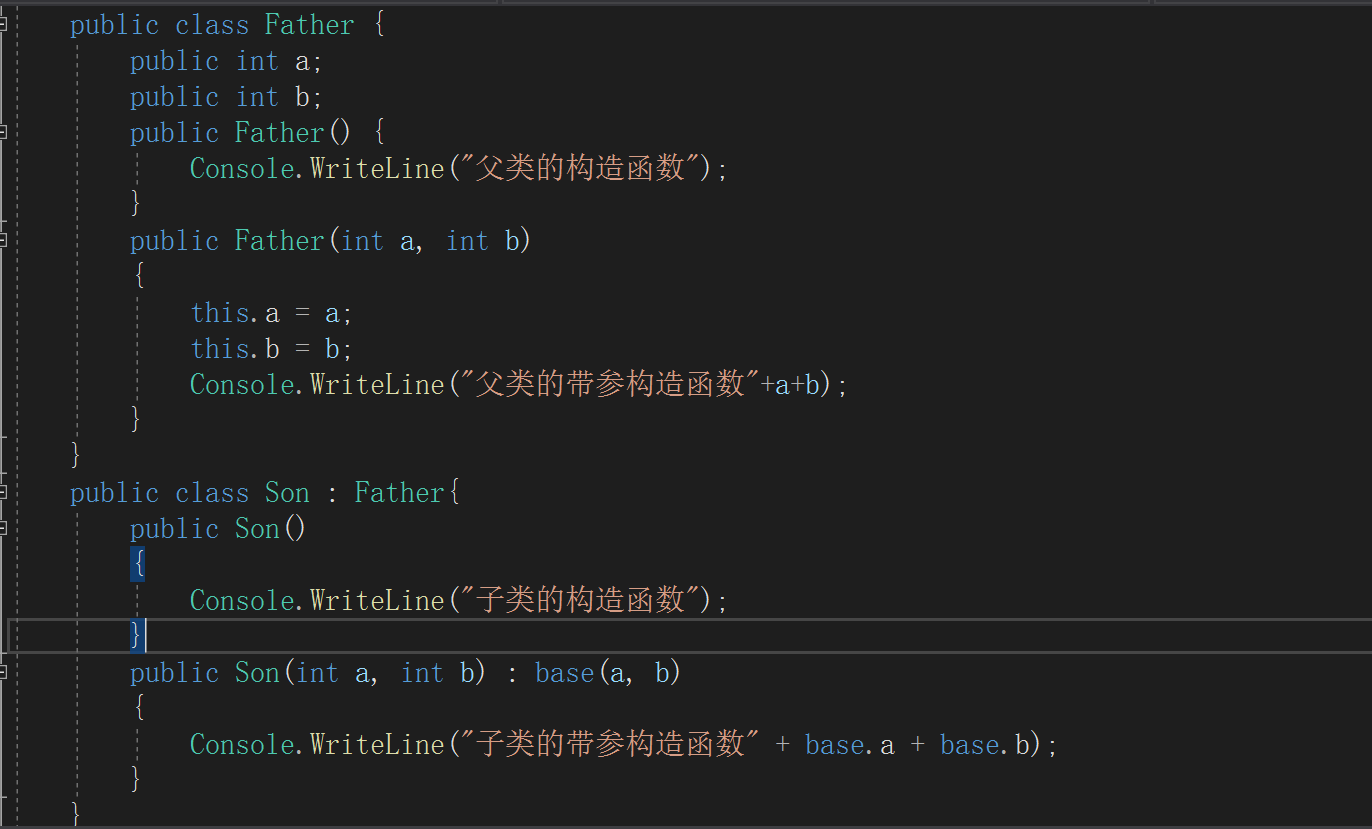 public class Father {
public int a;
public int b;
public Father() {
Console.WriteLine("父类的构造函数");
}
public Father(int a, int b)
{
this.a = a;
this.b = b;
Console.WriteLine("父类的带参构造函数"+a+b);
}
}
public class Son : Father{
public Son()
{
Console.WriteLine("子类的构造函数");
}
public Son(int a, int b) : base(a, b)
{
Console.WriteLine("子类的带参构造函数" + base.a + base.b);
}
}